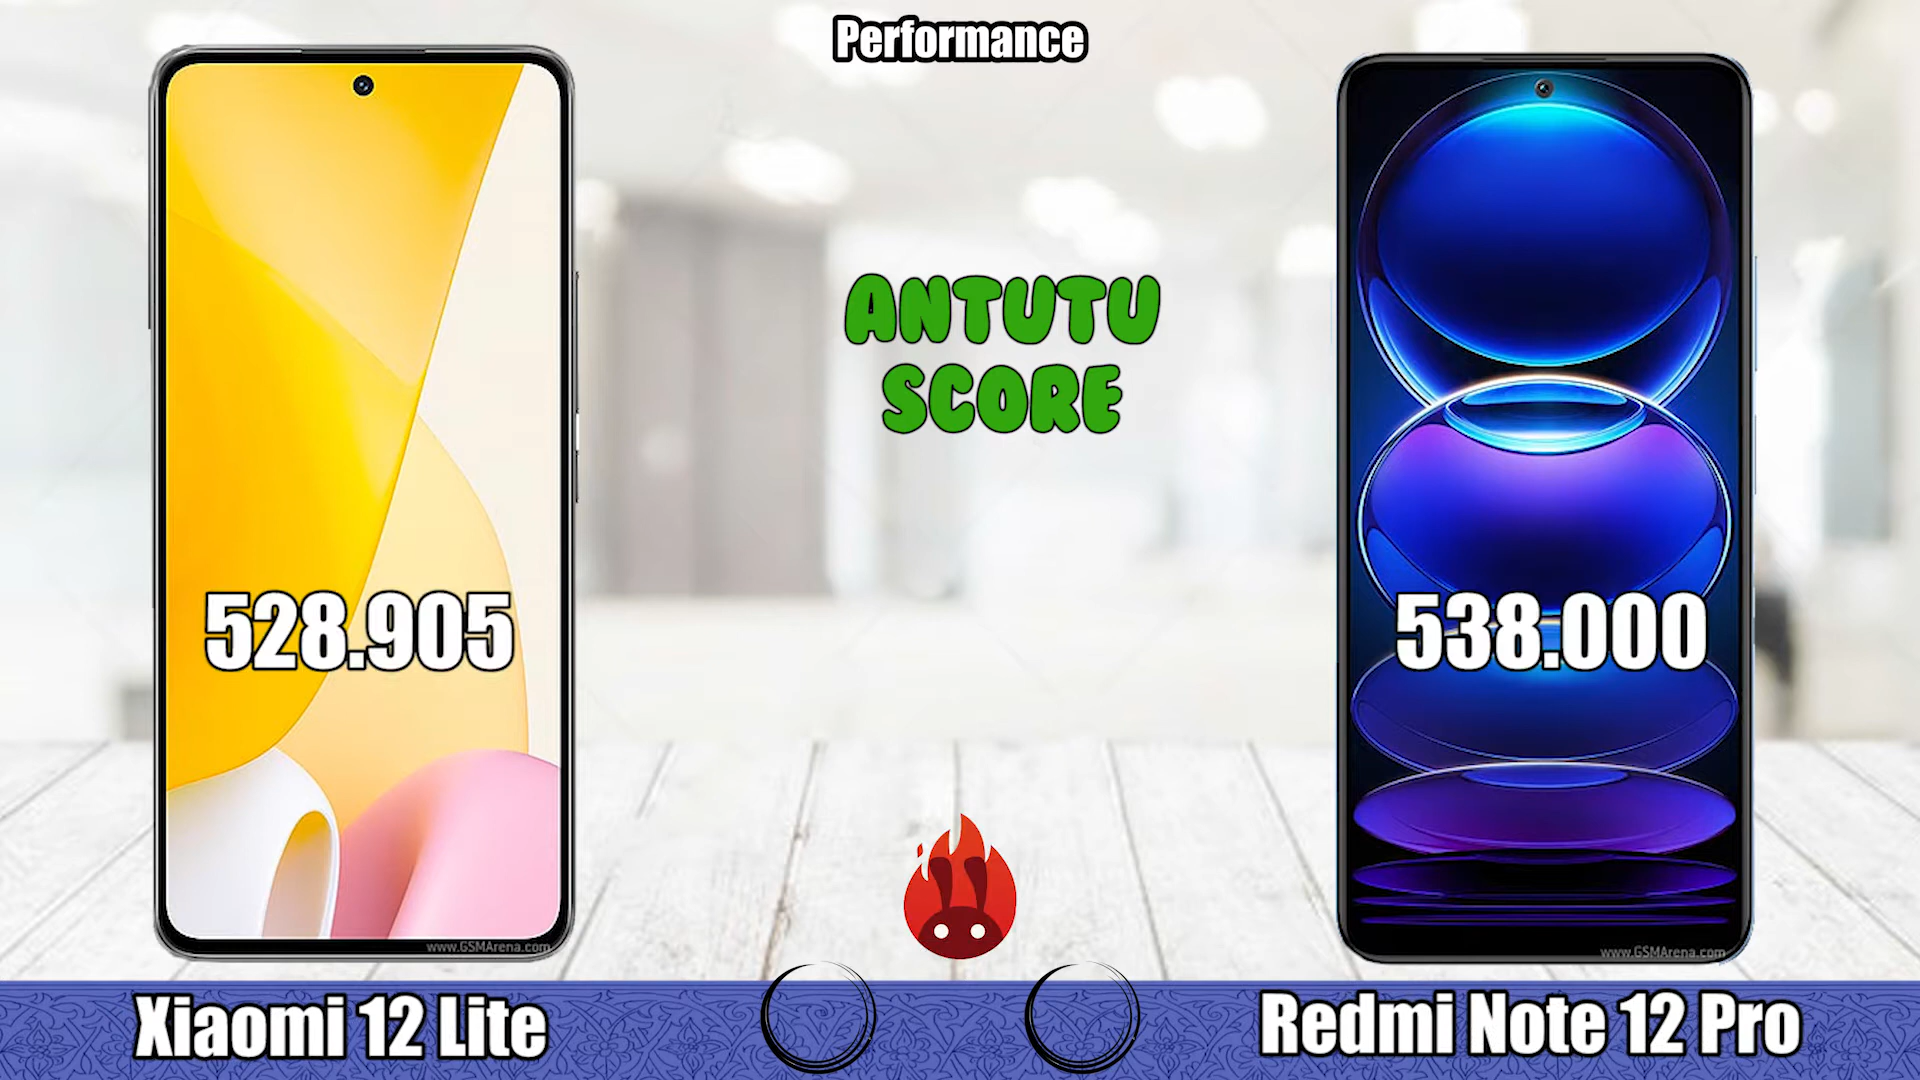 Performance
ANTUTU
SCORE
528.905
538.000
www.GSMArena.com
www.GSMArena.com
Xiaomi 12 Lite
Redmi Note 12 Pro